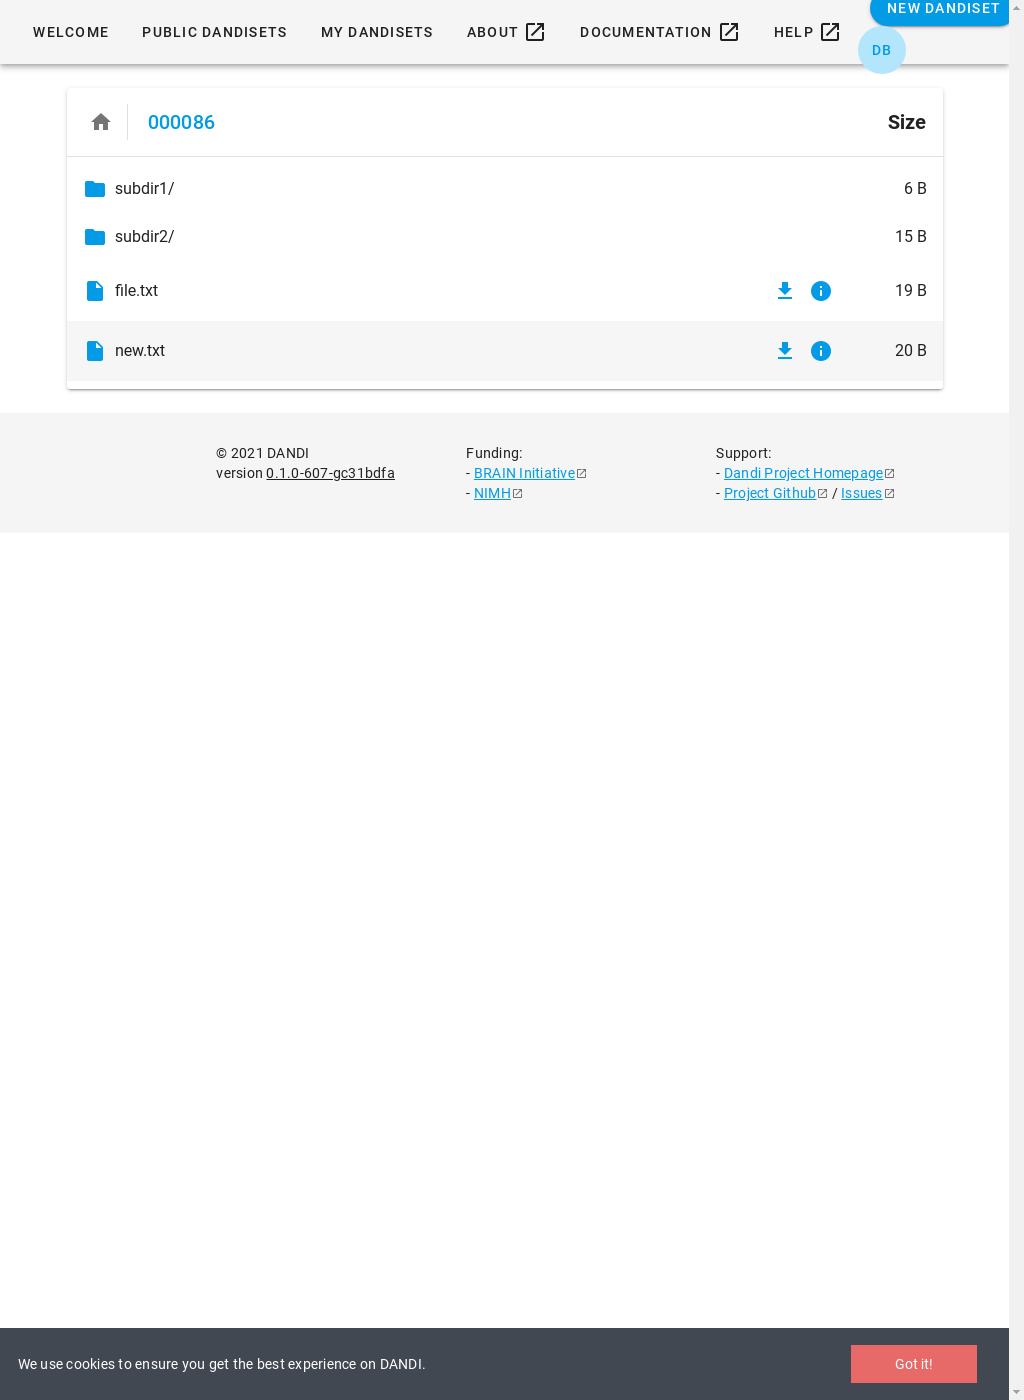 WELCOME PUBLIC DANDISETS MY DANDISETS ABOUT DOCUMENTATION HELP NEW DANDISET
DB
000086 Size
subdir1/ 6 B
subdir2/ 15 B
file.txt 19 B
new.txt 20 B
© 2021 DANDI
version 0.1.0-607-gc31bdfa
Funding:
- BRAIN Initiative
- NIMH
Support:
- Dandi Project Homepage
- Project Github / Issues
We use cookies to ensure you get the best experience on DANDI. Got it!